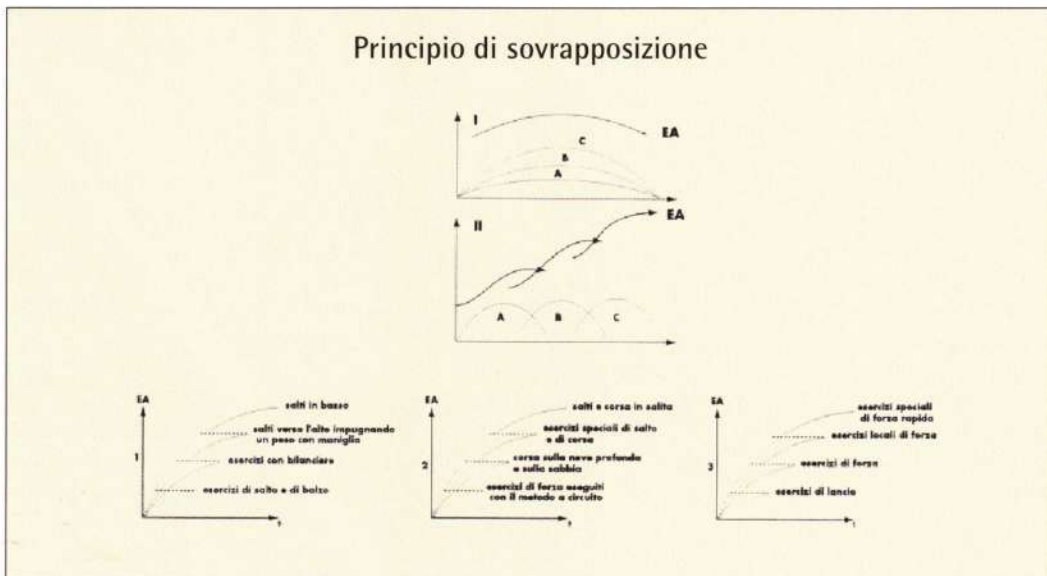 Principio di sovrapposizione
I
EA
C
B
A
II
EA
A
B
C
EA
salti in basso
salti verso l'alto impugnando
un peso con maniglia
1
esercizi con bilanciere
esercizi di salto e di balzo
t
EA
salti e corsa in salita
esercizi speciali di salto
e di corsa
2
corsa sulla neve profonda
e sulla sabbia
esercizi di forza eseguiti
con il metodo a circuito
t
EA
esercizi speciali
di forza rapida
esercizi locali di forza
3
esercizi di forza
esercizi di lancio
t